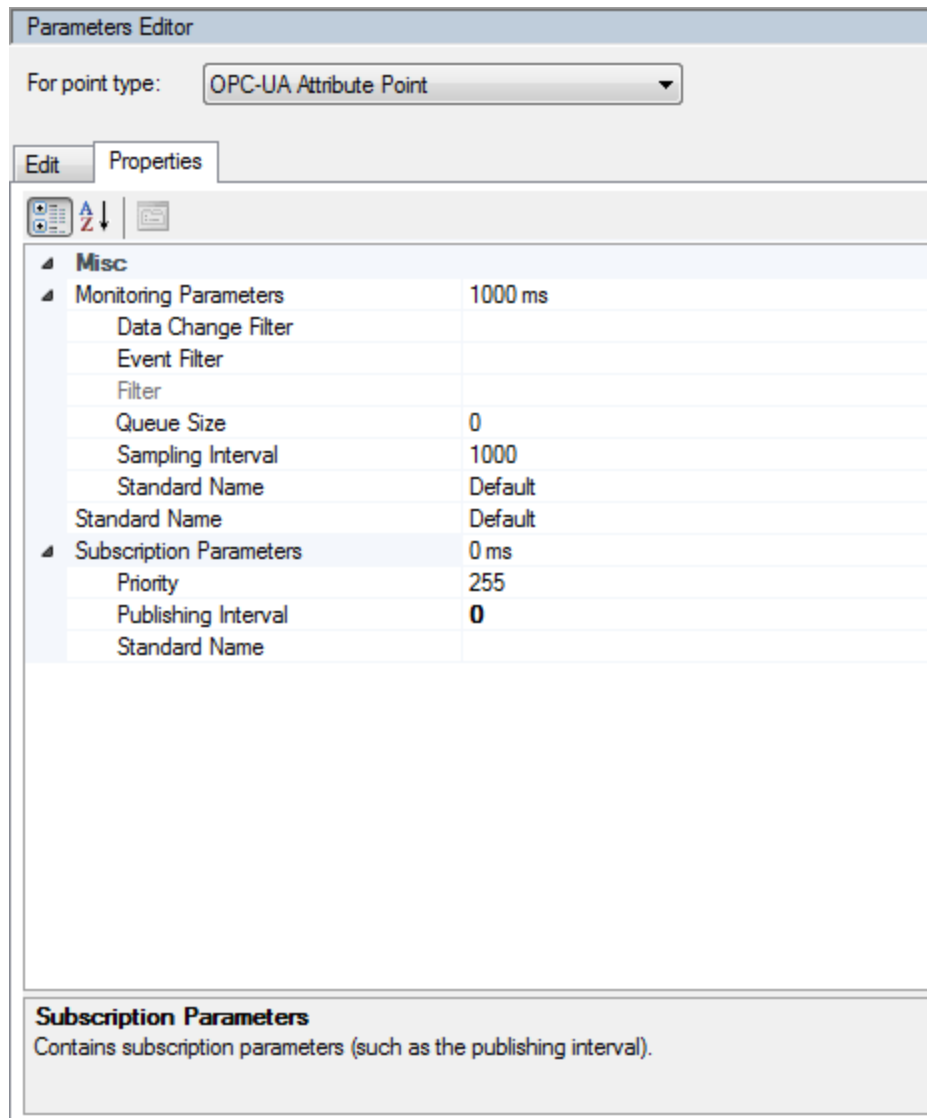 Parameters Editor
For point type: OPC-UA Attribute Point
Edit Properties
Misc
Monitoring Parameters 1000 ms
Data Change Filter
Event Filter
Filter
Queue Size 0
Sampling Interval 1000
Standard Name Default
Standard Name Default
Subscription Parameters 0 ms
Priority 255
Publishing Interval 0
Standard Name
Subscription Parameters
Contains subscription parameters (such as the publishing interval).